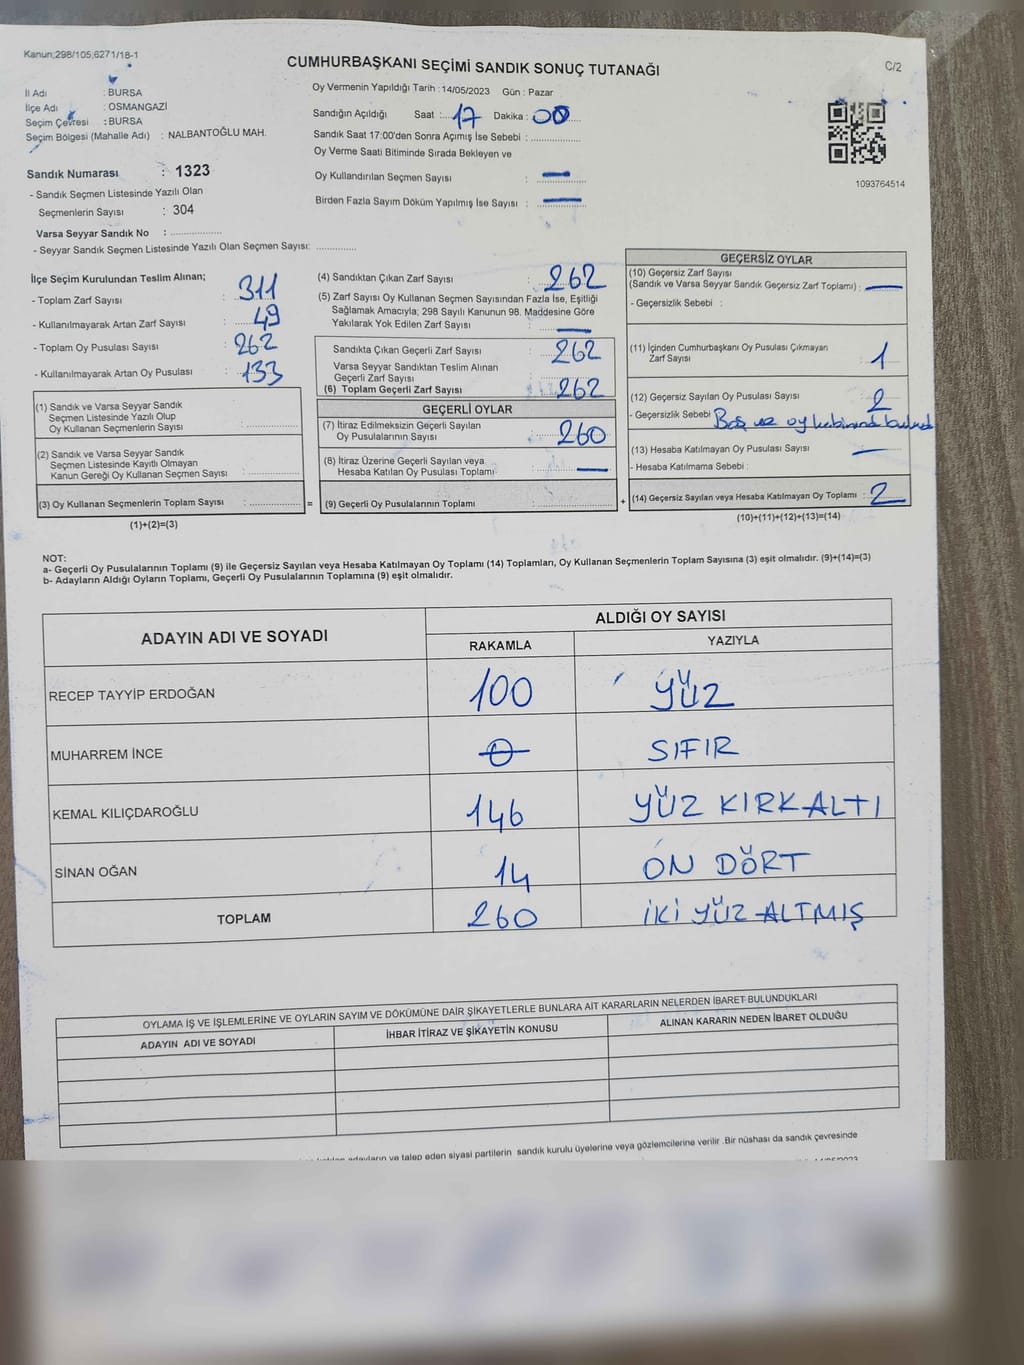 Kanun;298/105;6271/18-1
CUMHURBAŞKANI SEÇİMİ SANDIK SONUÇ TUTANAĞI
C/2
Oy Vermenin Yapıldığı Tarih : 14/05/2023 Gün : Pazar
İl Adı : BURSA
İlçe Adı : OSMANGAZİ
Seçim Çevresi : BURSA
Seçim Bölgesi (Mahalle Adı) : NALBANTOĞLU MAH.
Sandığın Açıldığı Saat :.. 17 Dakika : 00
Sandık Saat 17:00'den Sonra Açımış İse Sebebi : ..............
Oy Verme Saati Bitiminde Sırada Bekleyen ve
Oy Kullandırılan Seçmen Sayısı : —
Birden Fazla Sayım Döküm Yapılmış İse Sayısı : —
1093764514
Sandık Numarası : 1323
- Sandık Seçmen Listesinde Yazılı Olan
Seçmenlerin Sayısı : 304
Varsa Seyyar Sandık No : ..................
- Seyyar Sandık Seçmen Listesinde Yazılı Olan Seçmen Sayısı: ..............
İlçe Seçim Kurulundan Teslim Alınan;
- Toplam Zarf Sayısı : 311
- Kullanılmayarak Artan Zarf Sayısı : 49
- Toplam Oy Pusulası Sayısı : 262
- Kullanılmayarak Artan Oy Pusulası : 133
(1) Sandık ve Varsa Seyyar Sandık
Seçmen Listesinde Yazılı Olup
Oy Kullanan Seçmenlerin Sayısı : ..............
(2) Sandık ve Varsa Seyyar Sandık
Seçmen Listesinde Kayıtlı Olmayan
Kanun Gereği Oy Kullanan Seçmen Sayısı : ..............
(3) Oy Kullanan Seçmenlerin Toplam Sayısı : ..............
(1)+(2)=(3)
(4) Sandıktan Çıkan Zarf Sayısı : 262
(5) Zarf Sayısı Oy Kullanan Seçmen Sayısından Fazla İse, Eşitliği
Sağlamak Amacıyla; 298 Sayılı Kanunun 98. Maddesine Göre
Yakılarak Yok Edilen Zarf Sayısı : —
Sandıkta Çıkan Geçerli Zarf Sayısı : 262
Varsa Seyyar Sandıktan Teslim Alınan
Geçerli Zarf Sayısı : ..............
(6) Toplam Geçerli Zarf Sayısı : 262
GEÇERLİ OYLAR
(7) İtiraz Edilmeksizin Geçerli Sayılan
Oy Pusulalarının Sayısı : 260
(8) İtiraz Üzerine Geçerli Sayılan veya
Hesaba Katılan Oy Pusulası Toplamı : —
= (9) Geçerli Oy Pusulalarının Toplamı : ..............
GEÇERSİZ OYLAR
(10) Geçersiz Zarf Sayısı
(Sandık ve Varsa Seyyar Sandık Geçersiz Zarf Toplamı) : —
- Geçersizlik Sebebi :
(11) İçinden Cumhurbaşkanı Oy Pusulası Çıkmayan
Zarf Sayısı : 1
(12) Geçersiz Sayılan Oy Pusulası Sayısı : 2
- Geçersizlik Sebebi : Boş ve oy kabininde
(13) Hesaba Katılmayan Oy Pusulası Sayısı : —
- Hesaba Katılmama Sebebi :
+ (14) Geçersiz Sayılan veya Hesaba Katılmayan Oy Toplamı : 2
(10)+(11)+(12)+(13)=(14)
NOT:
a- Geçerli Oy Pusulalarının Toplamı (9) ile Geçersiz Sayılan veya Hesaba Katılmayan Oy Toplamı (14) Toplamları, Oy Kullanan Seçmenlerin Toplam Sayısına (3) eşit olmalıdır. (9)+(14)=(3)
b- Adayların Aldığı Oyların Toplamı, Geçerli Oy Pusulalarının Toplamına (9) eşit olmalıdır.
ADAYIN ADI VE SOYADI
ALDIĞI OY SAYISI
RAKAMLA
YAZIYLA
RECEP TAYYİP ERDOĞAN 100 YÜZ
MUHARREM İNCE 0 SIFIR
KEMAL KILIÇDAROĞLU 146 YÜZ KIRK ALTI
SİNAN OĞAN 14 ON DÖRT
TOPLAM 260 İKİ YÜZ ALTMIŞ
OYLAMA İŞ VE İŞLEMLERİNE VE OYLARIN SAYIM VE DÖKÜMÜNE DAİR ŞİKAYETLERLE BUNLARA AİT KARARLARIN NELERDEN İBARET BULUNDUKLARI
ADAYIN ADI VE SOYADI
İHBAR İTİRAZ VE ŞİKAYETİN KONUSU
ALINAN KARARIN NEDEN İBARET OLDUĞU
adayların ve talep eden siyasi partilerin sandık kurulu üyelerine veya gözlemcilerine verilir .Bir nüshası da sandık çevresinde